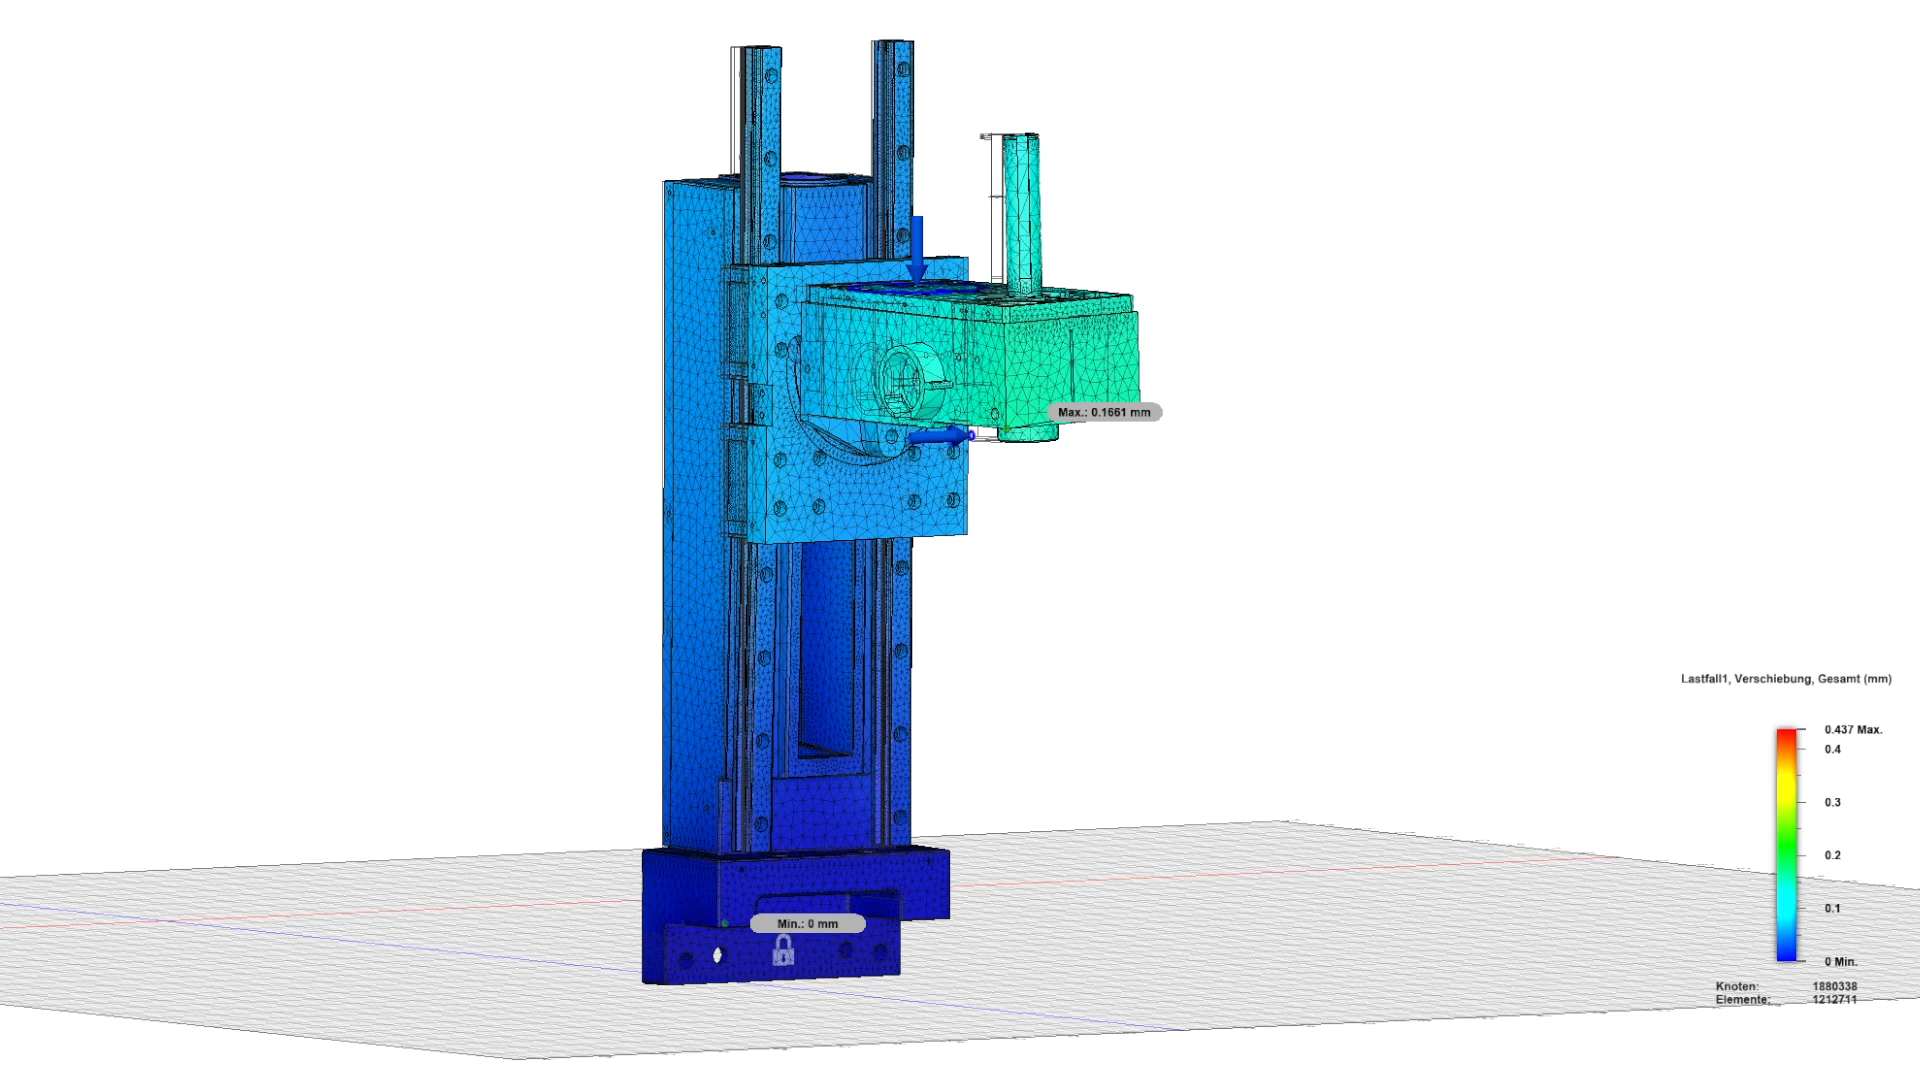 Max.: 0.1661 mm
Min.: 0 mm
Lastfall1, Verschiebung, Gesamt (mm)
0.437 Max.
0.4
0.3
0.2
0.1
0 Min.
Knoten: 1880338
Elemente: 1212711